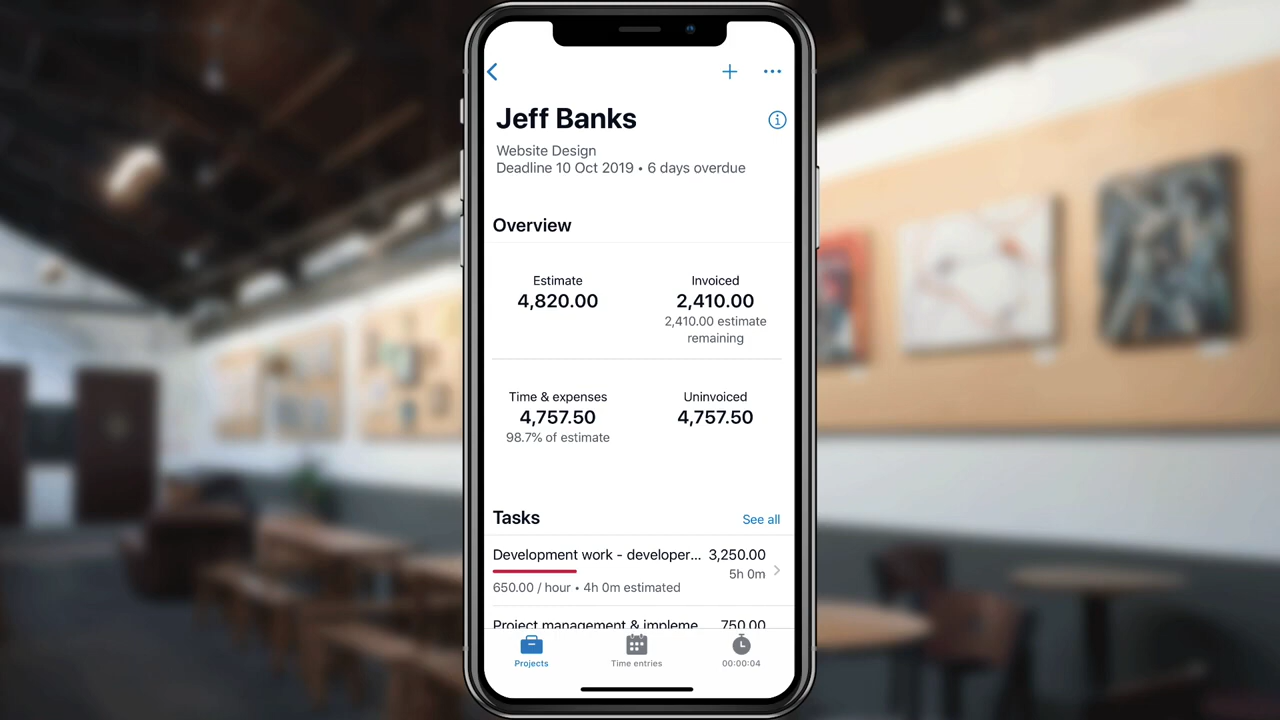 Jeff Banks
Website Design
Deadline 10 Oct 2019 • 6 days overdue
Overview
Estimate
4,820.00
Invoiced
2,410.00
2,410.00 estimate
remaining
Time & expenses
4,757.50
98.7% of estimate
Uninvoiced
4,757.50
Tasks
See all
Development work - developer... 3,250.00
5h 0m
650.00 / hour • 4h 0m estimated
Project management & impleme 750.00
Projects
Time entries
00:00:04